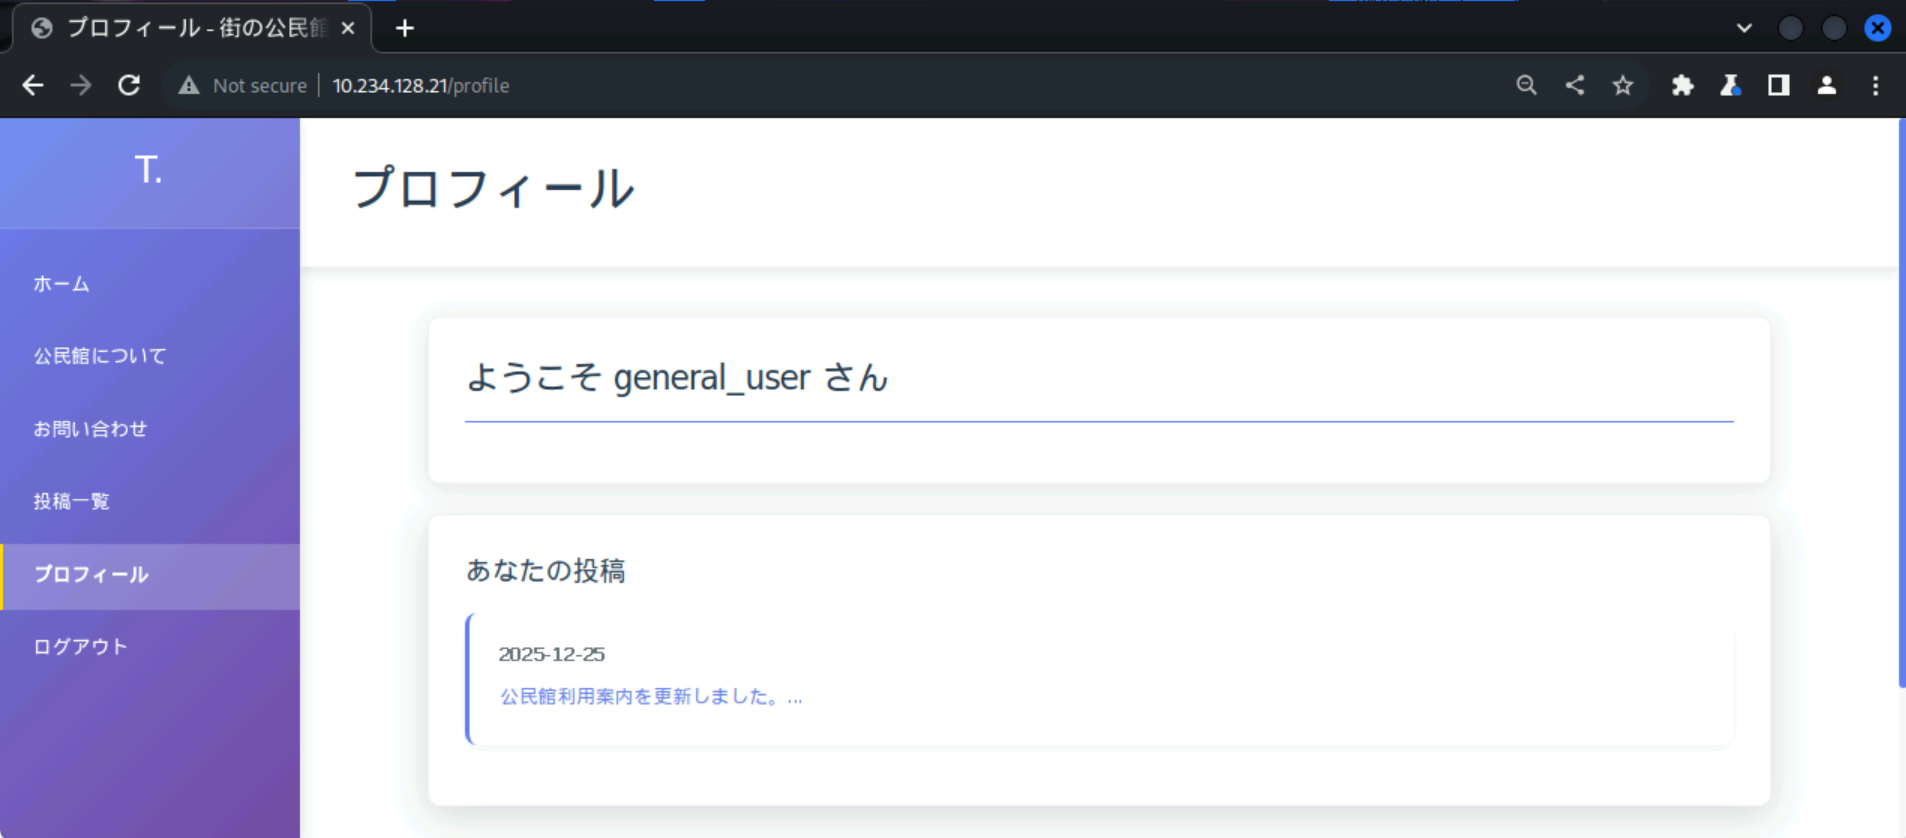 プロフィール - 街の公民館
Not secure 10.234.128.21/profile
T.
ホーム
公民館について
お問い合わせ
投稿一覧
プロフィール
ログアウト
プロフィール
ようこそ general_user さん
あなたの投稿
2025-12-25
公民館利用案内を更新しました。...